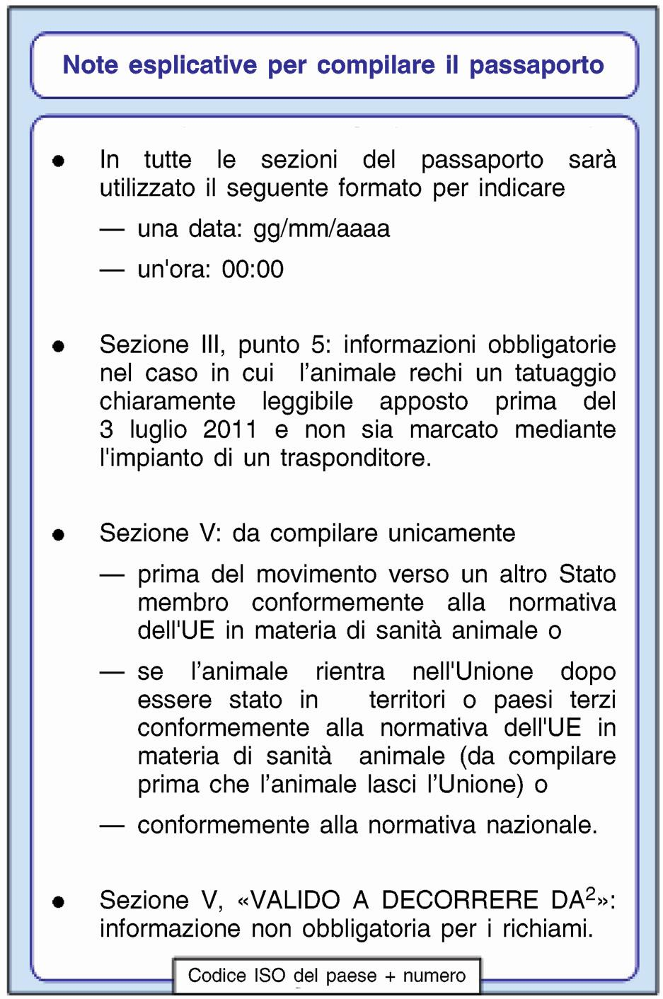 Note esplicative per compilare il passaporto
● In tutte le sezioni del passaporto sarà
utilizzato il seguente formato per indicare
— una data: gg/mm/aaaa
— un'ora: 00:00
● Sezione III, punto 5: informazioni obbligatorie
nel caso in cui l’animale rechi un tatuaggio
chiaramente leggibile apposto prima del
3 luglio 2011 e non sia marcato mediante
l'impianto di un trasponditore.
● Sezione V: da compilare unicamente
— prima del movimento verso un altro Stato
membro conformemente alla normativa
dell'UE in materia di sanità animale o
— se l’animale rientra nell'Unione dopo
essere stato in territori o paesi terzi
conformemente alla normativa dell'UE in
materia di sanità animale (da compilare
prima che l’animale lasci l’Unione) o
— conformemente alla normativa nazionale.
● Sezione V, «VALIDO A DECORRERE DA²»:
informazione non obbligatoria per i richiami.
Codice ISO del paese + numero